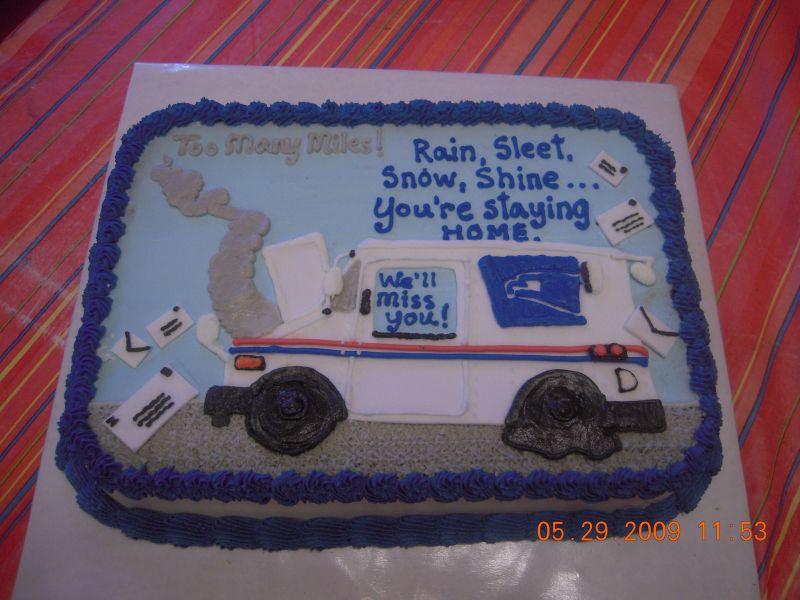 Too Many Miles!
Rain, Sleet,
Snow, Shine...
You're staying
HOME.
We'll
miss
you!
D
05.29 2009 11:53